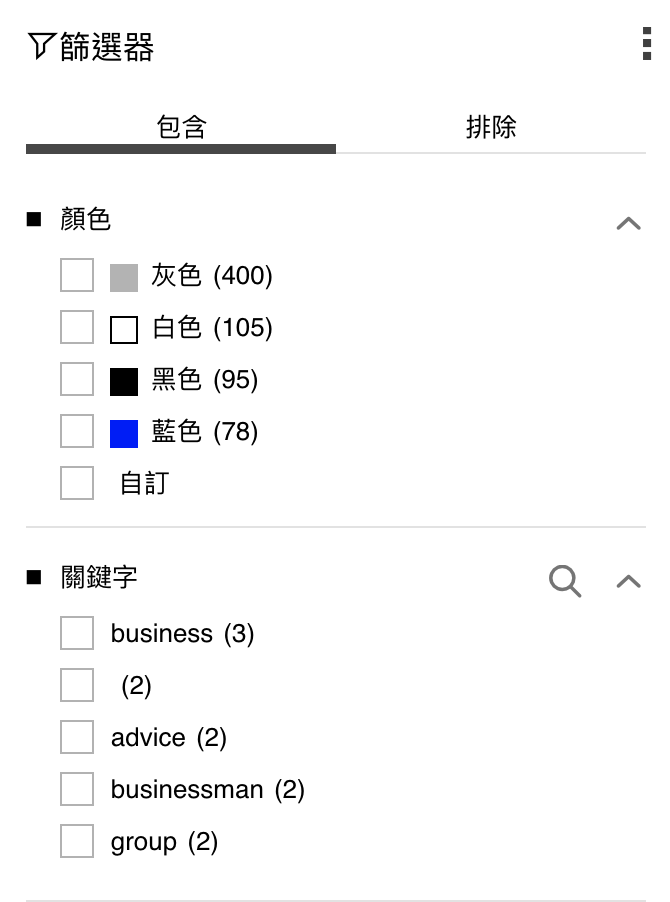 篩選器
包含
排除
顏色
灰色 (400)
白色 (105)
黑色 (95)
藍色 (78)
自訂
關鍵字
business (3)
(2)
advice (2)
businessman (2)
group (2)